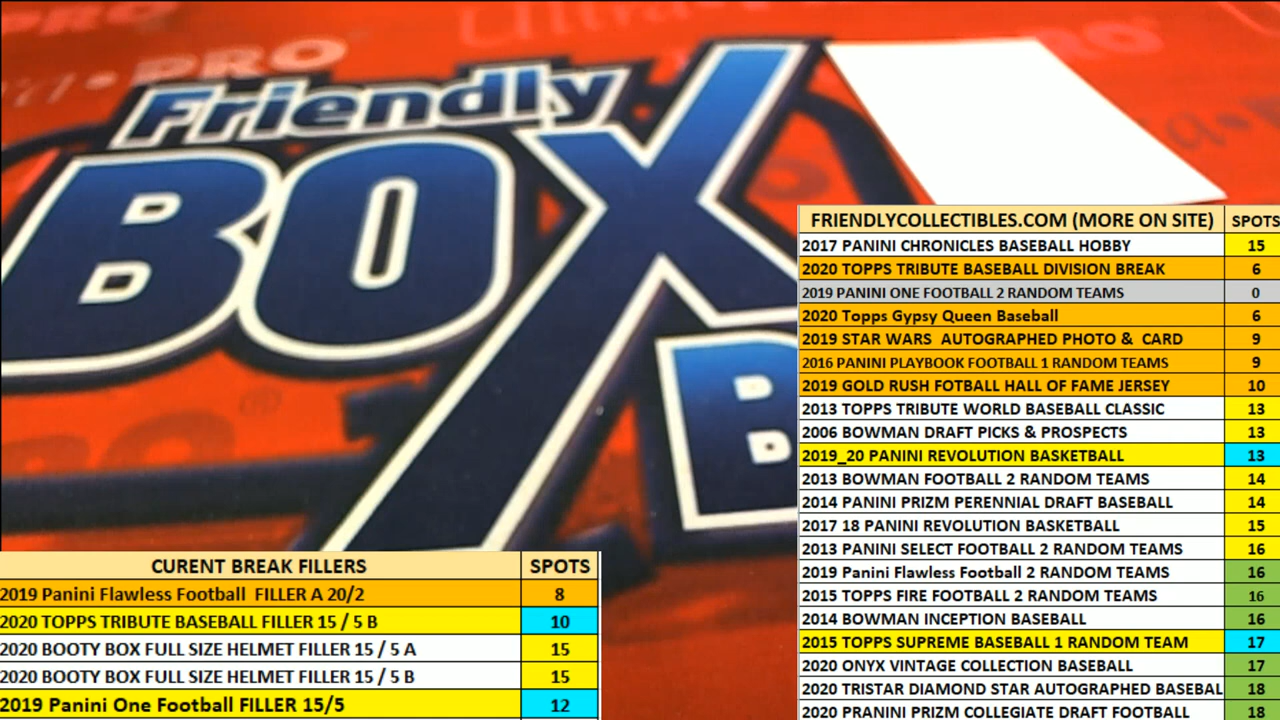 PRO
PRO
Friendly
BOX
B
PRO
FRIENDLYCOLLECTIBLES.COM (MORE ON SITE) SPOTS
2017 PANINI CHRONICLES BASEBALL HOBBY 15
2020 TOPPS TRIBUTE BASEBALL DIVISION BREAK 6
2019 PANINI ONE FOOTBALL 2 RANDOM TEAMS 0
2020 Topps Gypsy Queen Baseball 6
2019 STAR WARS AUTOGRAPHED PHOTO & CARD 9
2016 PANINI PLAYBOOK FOOTBALL 1 RANDOM TEAMS 9
2019 GOLD RUSH FOTBALL HALL OF FAME JERSEY 10
2013 TOPPS TRIBUTE WORLD BASEBALL CLASSIC 13
2006 BOWMAN DRAFT PICKS & PROSPECTS 13
2019_20 PANINI REVOLUTION BASKETBALL 13
2013 BOWMAN FOOTBALL 2 RANDOM TEAMS 14
2014 PANINI PRIZM PERENNIAL DRAFT BASEBALL 14
2017 18 PANINI REVOLUTION BASKETBALL 15
2013 PANINI SELECT FOOTBALL 2 RANDOM TEAMS 16
2019 Panini Flawless Football 2 RANDOM TEAMS 16
2015 TOPPS FIRE FOOTBALL 2 RANDOM TEAMS 16
2014 BOWMAN INCEPTION BASEBALL 16
2015 TOPPS SUPREME BASEBALL 1 RANDOM TEAM 17
2020 ONYX VINTAGE COLLECTION BASEBALL 17
2020 TRISTAR DIAMOND STAR AUTOGRAPHED BASEBAL 18
2020 PRANINI PRIZM COLLEGIATE DRAFT FOOTBALL 18
CURENT BREAK FILLERS SPOTS
2019 Panini Flawless Football FILLER A 20/2 8
2020 TOPPS TRIBUTE BASEBALL FILLER 15 / 5 B 10
2020 BOOTY BOX FULL SIZE HELMET FILLER 15 / 5 A 15
2020 BOOTY BOX FULL SIZE HELMET FILLER 15 / 5 B 15
2019 Panini One Football FILLER 15/5 12